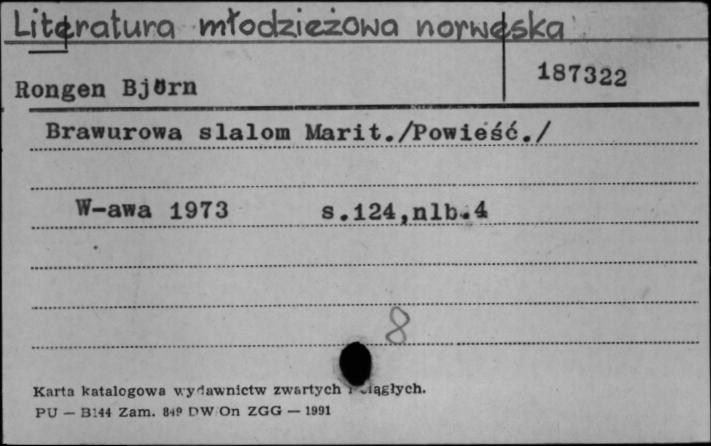 Literatura młodzieżowa norweska
187322
Rongen Bjørn
Brawurowa slalom Marit./Powieść./
W-awa 1973 s.124,nlb.4
8
Karta katalogowa wydawnictw zwartych i ciągłych.
PU — B144 Zam. 849 DW/On ZGG — 1991